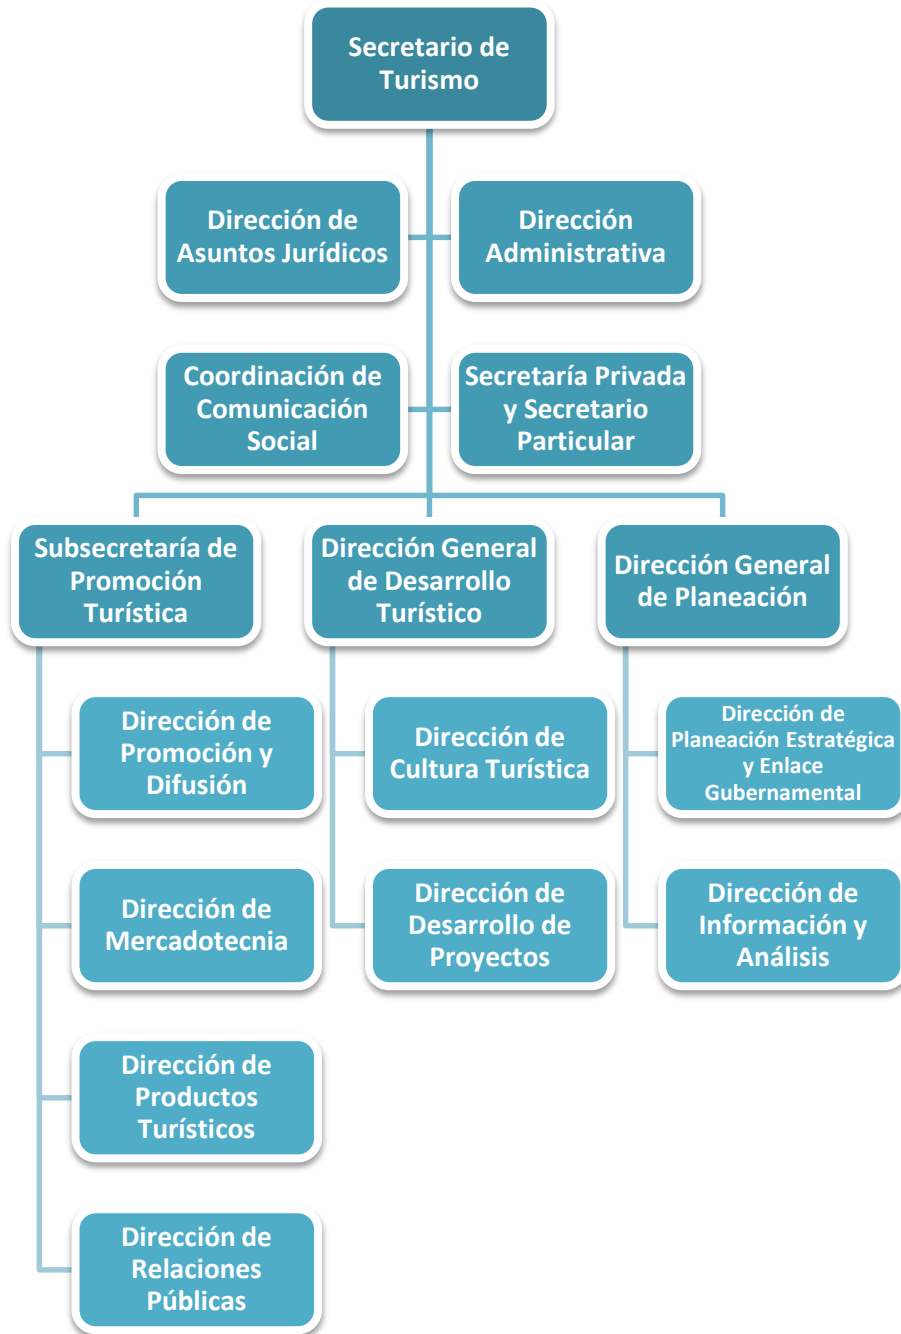 Secretario de
Turismo
Dirección de
Asuntos Jurídicos
Dirección
Administrativa
Coordinación de
Comunicación
Social
Secretaría Privada
y Secretario
Particular
Subsecretaría de
Promoción
Turística
Dirección General
de Desarrollo
Turístico
Dirección General
de Planeación
Dirección de
Promoción y
Difusión
Dirección de
Cultura Turística
Dirección de
Planeación Estratégica
y Enlace
Gubernamental
Dirección de
Mercadotecnia
Dirección de
Desarrollo de
Proyectos
Dirección de
Información y
Análisis
Dirección de
Productos
Turísticos
Dirección de
Relaciones
Públicas